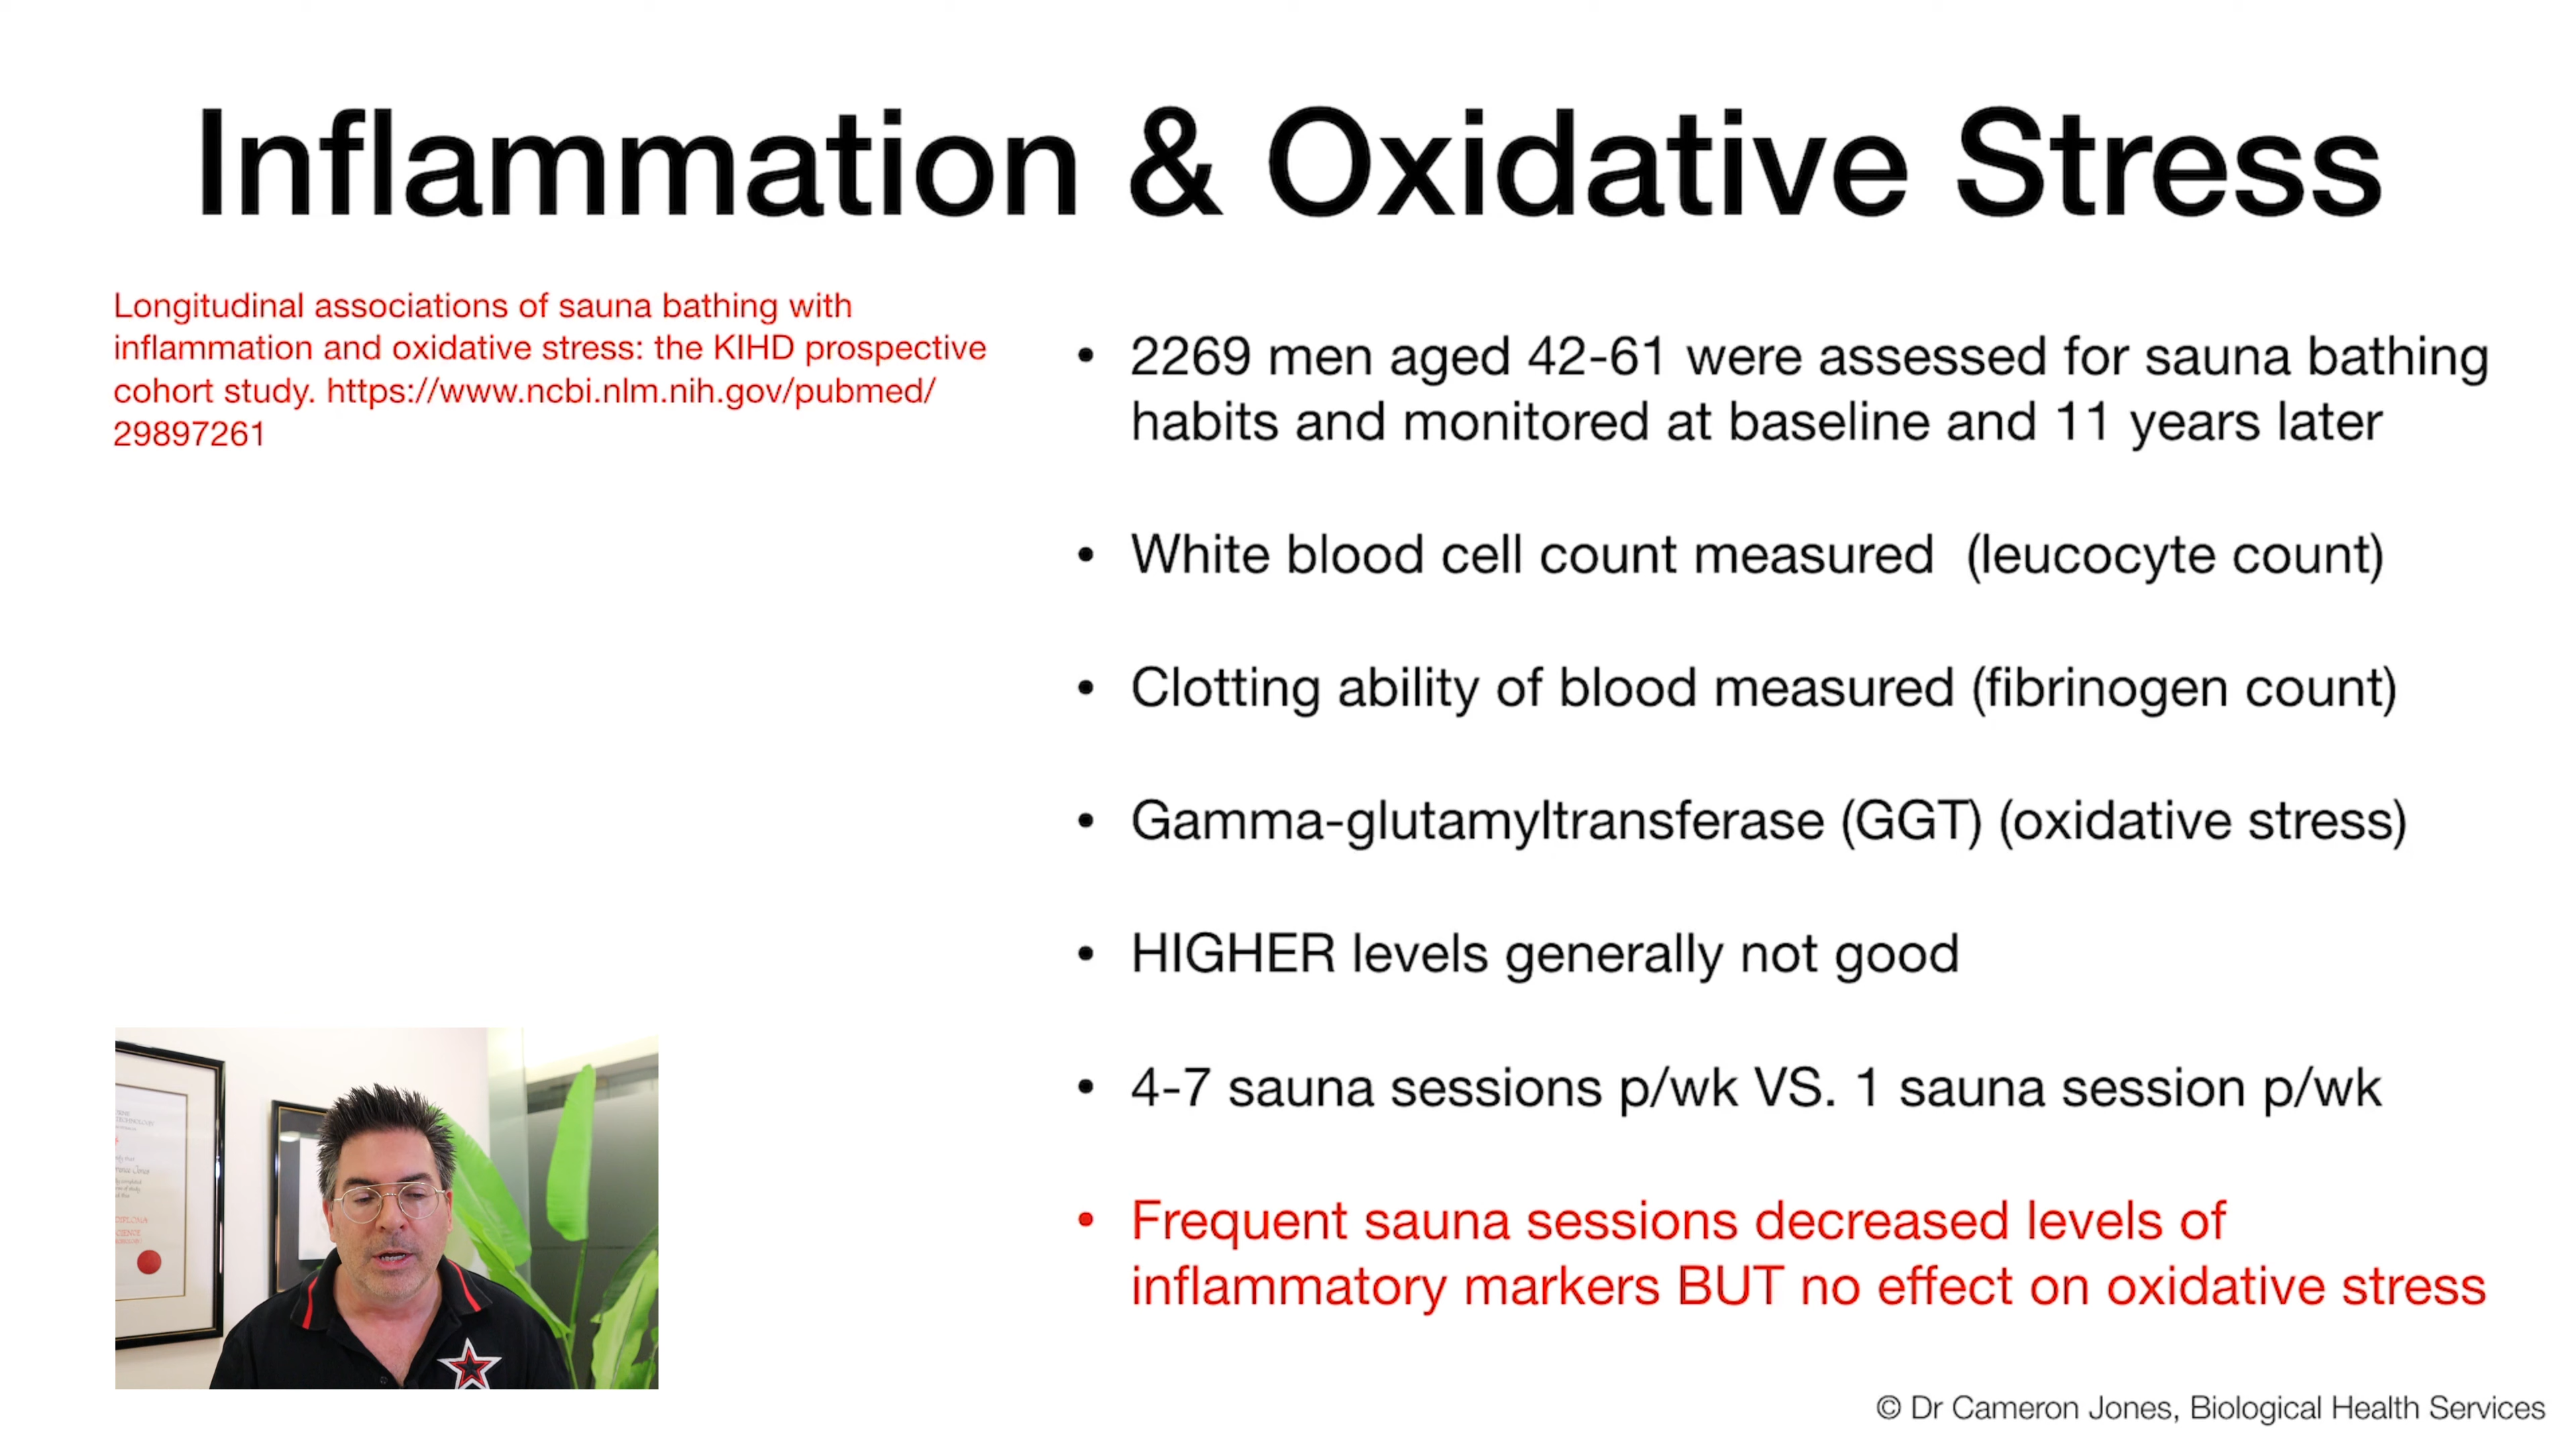 Inflammation & Oxidative Stress
Longitudinal associations of sauna bathing with
inflammation and oxidative stress: the KIHD prospective
cohort study. https://www.ncbi.nlm.nih.gov/pubmed/
29897261
• 2269 men aged 42-61 were assessed for sauna bathing
habits and monitored at baseline and 11 years later
• White blood cell count measured (leucocyte count)
• Clotting ability of blood measured (fibrinogen count)
• Gamma-glutamyltransferase (GGT) (oxidative stress)
• HIGHER levels generally not good
• 4-7 sauna sessions p/wk VS. 1 sauna session p/wk
• Frequent sauna sessions decreased levels of
inflammatory markers BUT no effect on oxidative stress
© Dr Cameron Jones, Biological Health Services